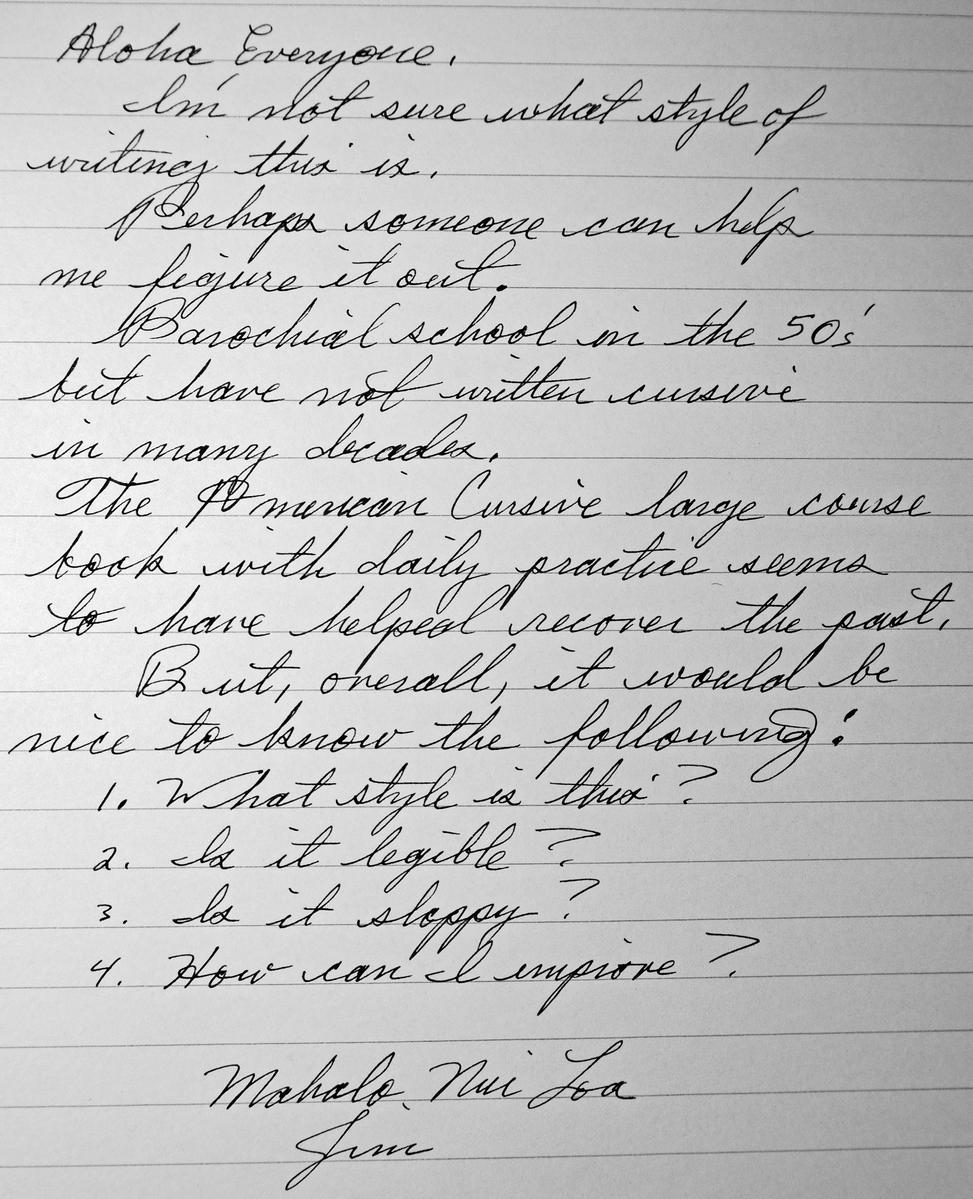 Aloha Everyone.
I'm not sure what style of
writing this is.
Perhaps someone can help
me figure it out.
Parochial school in the 50's
but have not written cursive
in many decades.
The American Cursive large course
book with daily practice seems
to have helped recover the past.
But, overall, it would be
nice to know the following:
1. What style is this?
2. Is it legible?
3. Is it sloppy?
4. How can I improve?
Mahalo Nui Loa
Jim